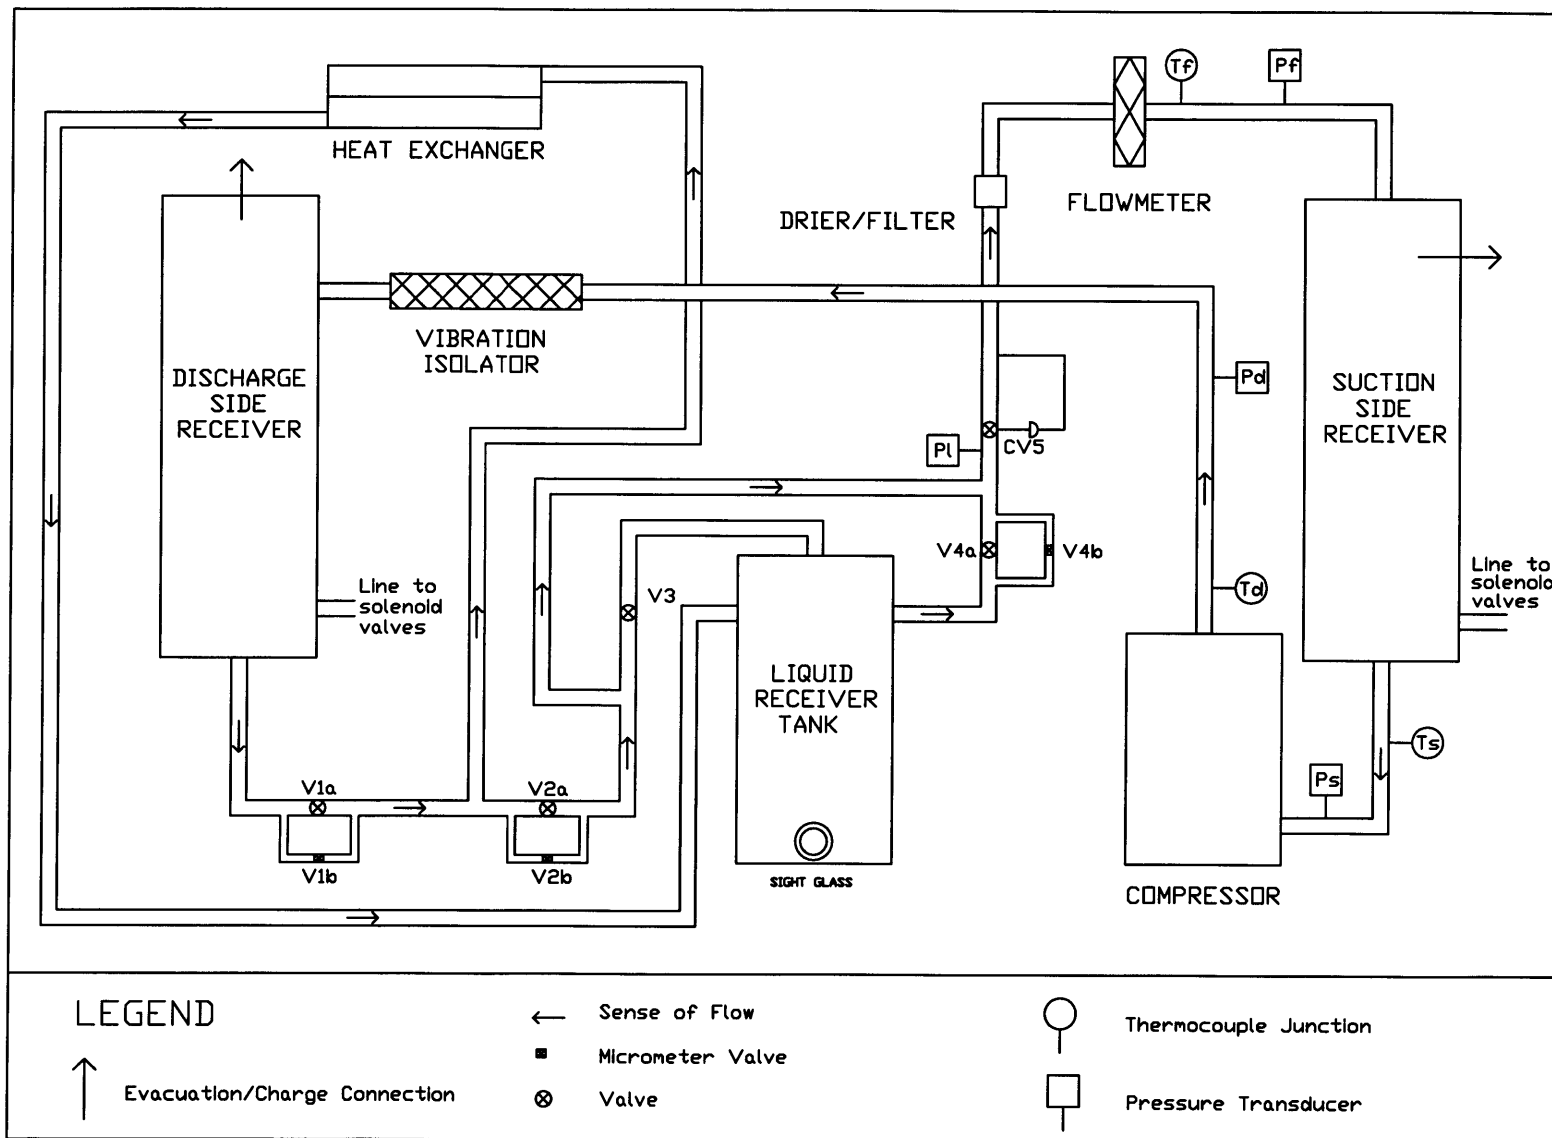 Tf
Pf
HEAT EXCHANGER
FLOWMETER
DRIER/FILTER
VIBRATION
ISOLATOR
DISCHARGE
SIDE
RECEIVER
SUCTION
SIDE
RECEIVER
Pd
Pl
CV5
V4a
V4b
Line to
solenoid
valves
V3
Td
Line to
solenoid
valves
LIQUID
RECEIVER
TANK
Ts
Ps
V1a
V2a
V1b
V2b
SIGHT GLASS
COMPRESSOR
LEGEND
Evacuation/Charge Connection
Sense of Flow
Micrometer Valve
Valve
Thermocouple Junction
Pressure Transducer